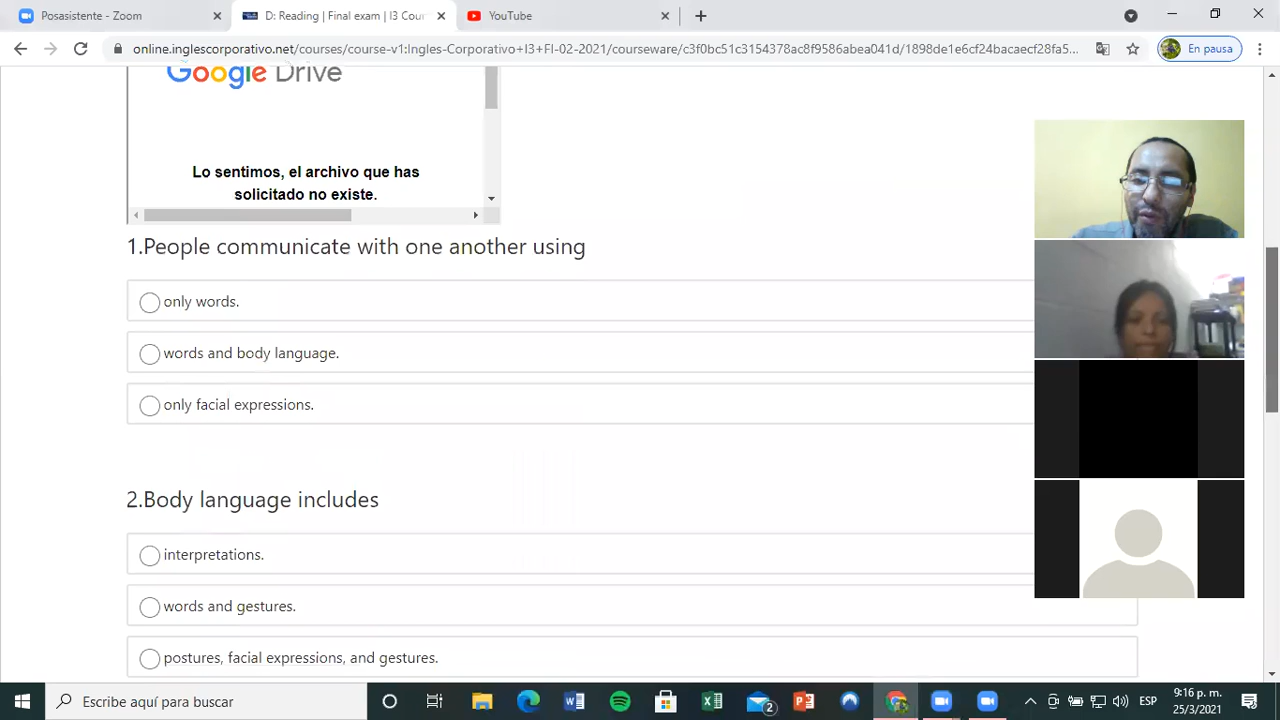 Posasistente - Zoom
D: Reading | Final exam | I3 Cou
YouTube
online.inglescorporativo.net/courses/course-v1:Ingles-Corporativo+I3+FI-02-2021/courseware/c3f0bc51c3154378ac8f9586abea041d/1898de1e6cf24bacaecf28fa5...
En pausa
Google Drive
Lo sentimos, el archivo que has
solicitado no existe.
1.People communicate with one another using
only words.
words and body language.
only facial expressions.
2.Body language includes
interpretations.
words and gestures.
postures, facial expressions, and gestures.
Escribe aquí para buscar
2
ESP
9:16 p. m.
25/3/2021